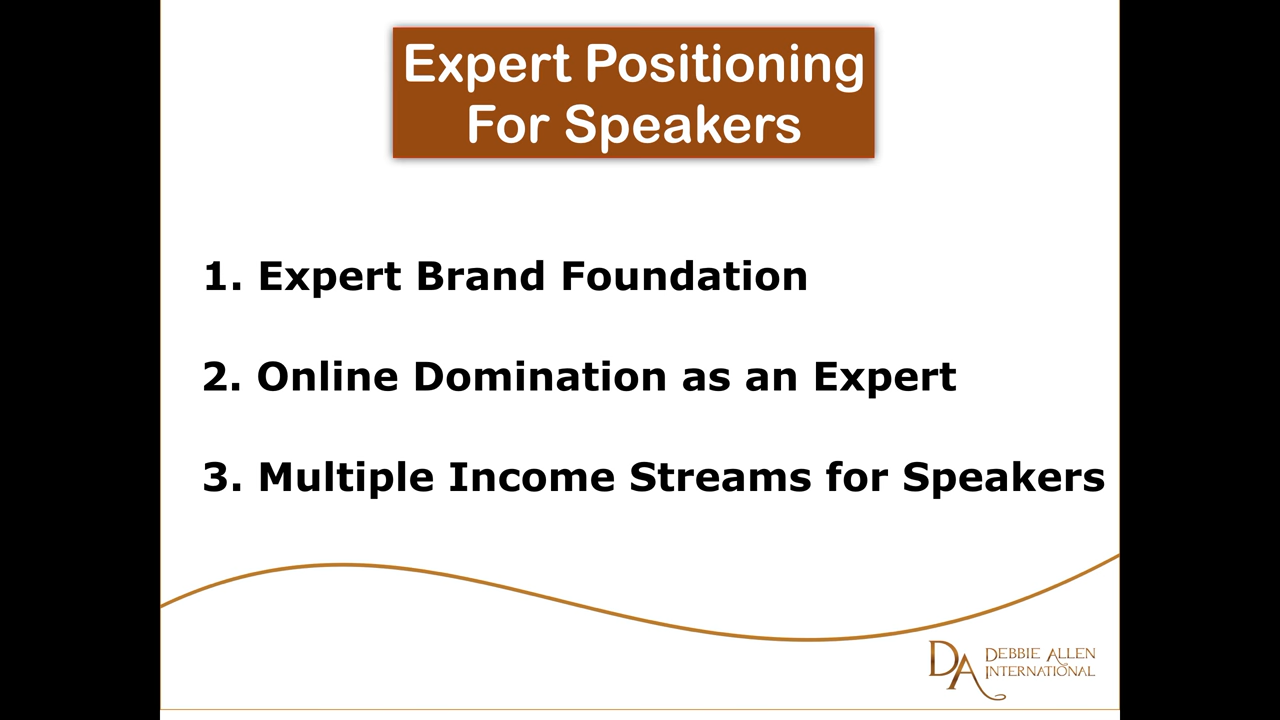 Expert Positioning
For Speakers
1. Expert Brand Foundation
2. Online Domination as an Expert
3. Multiple Income Streams for Speakers
DA DEBBIE ALLEN
INTERNATIONAL